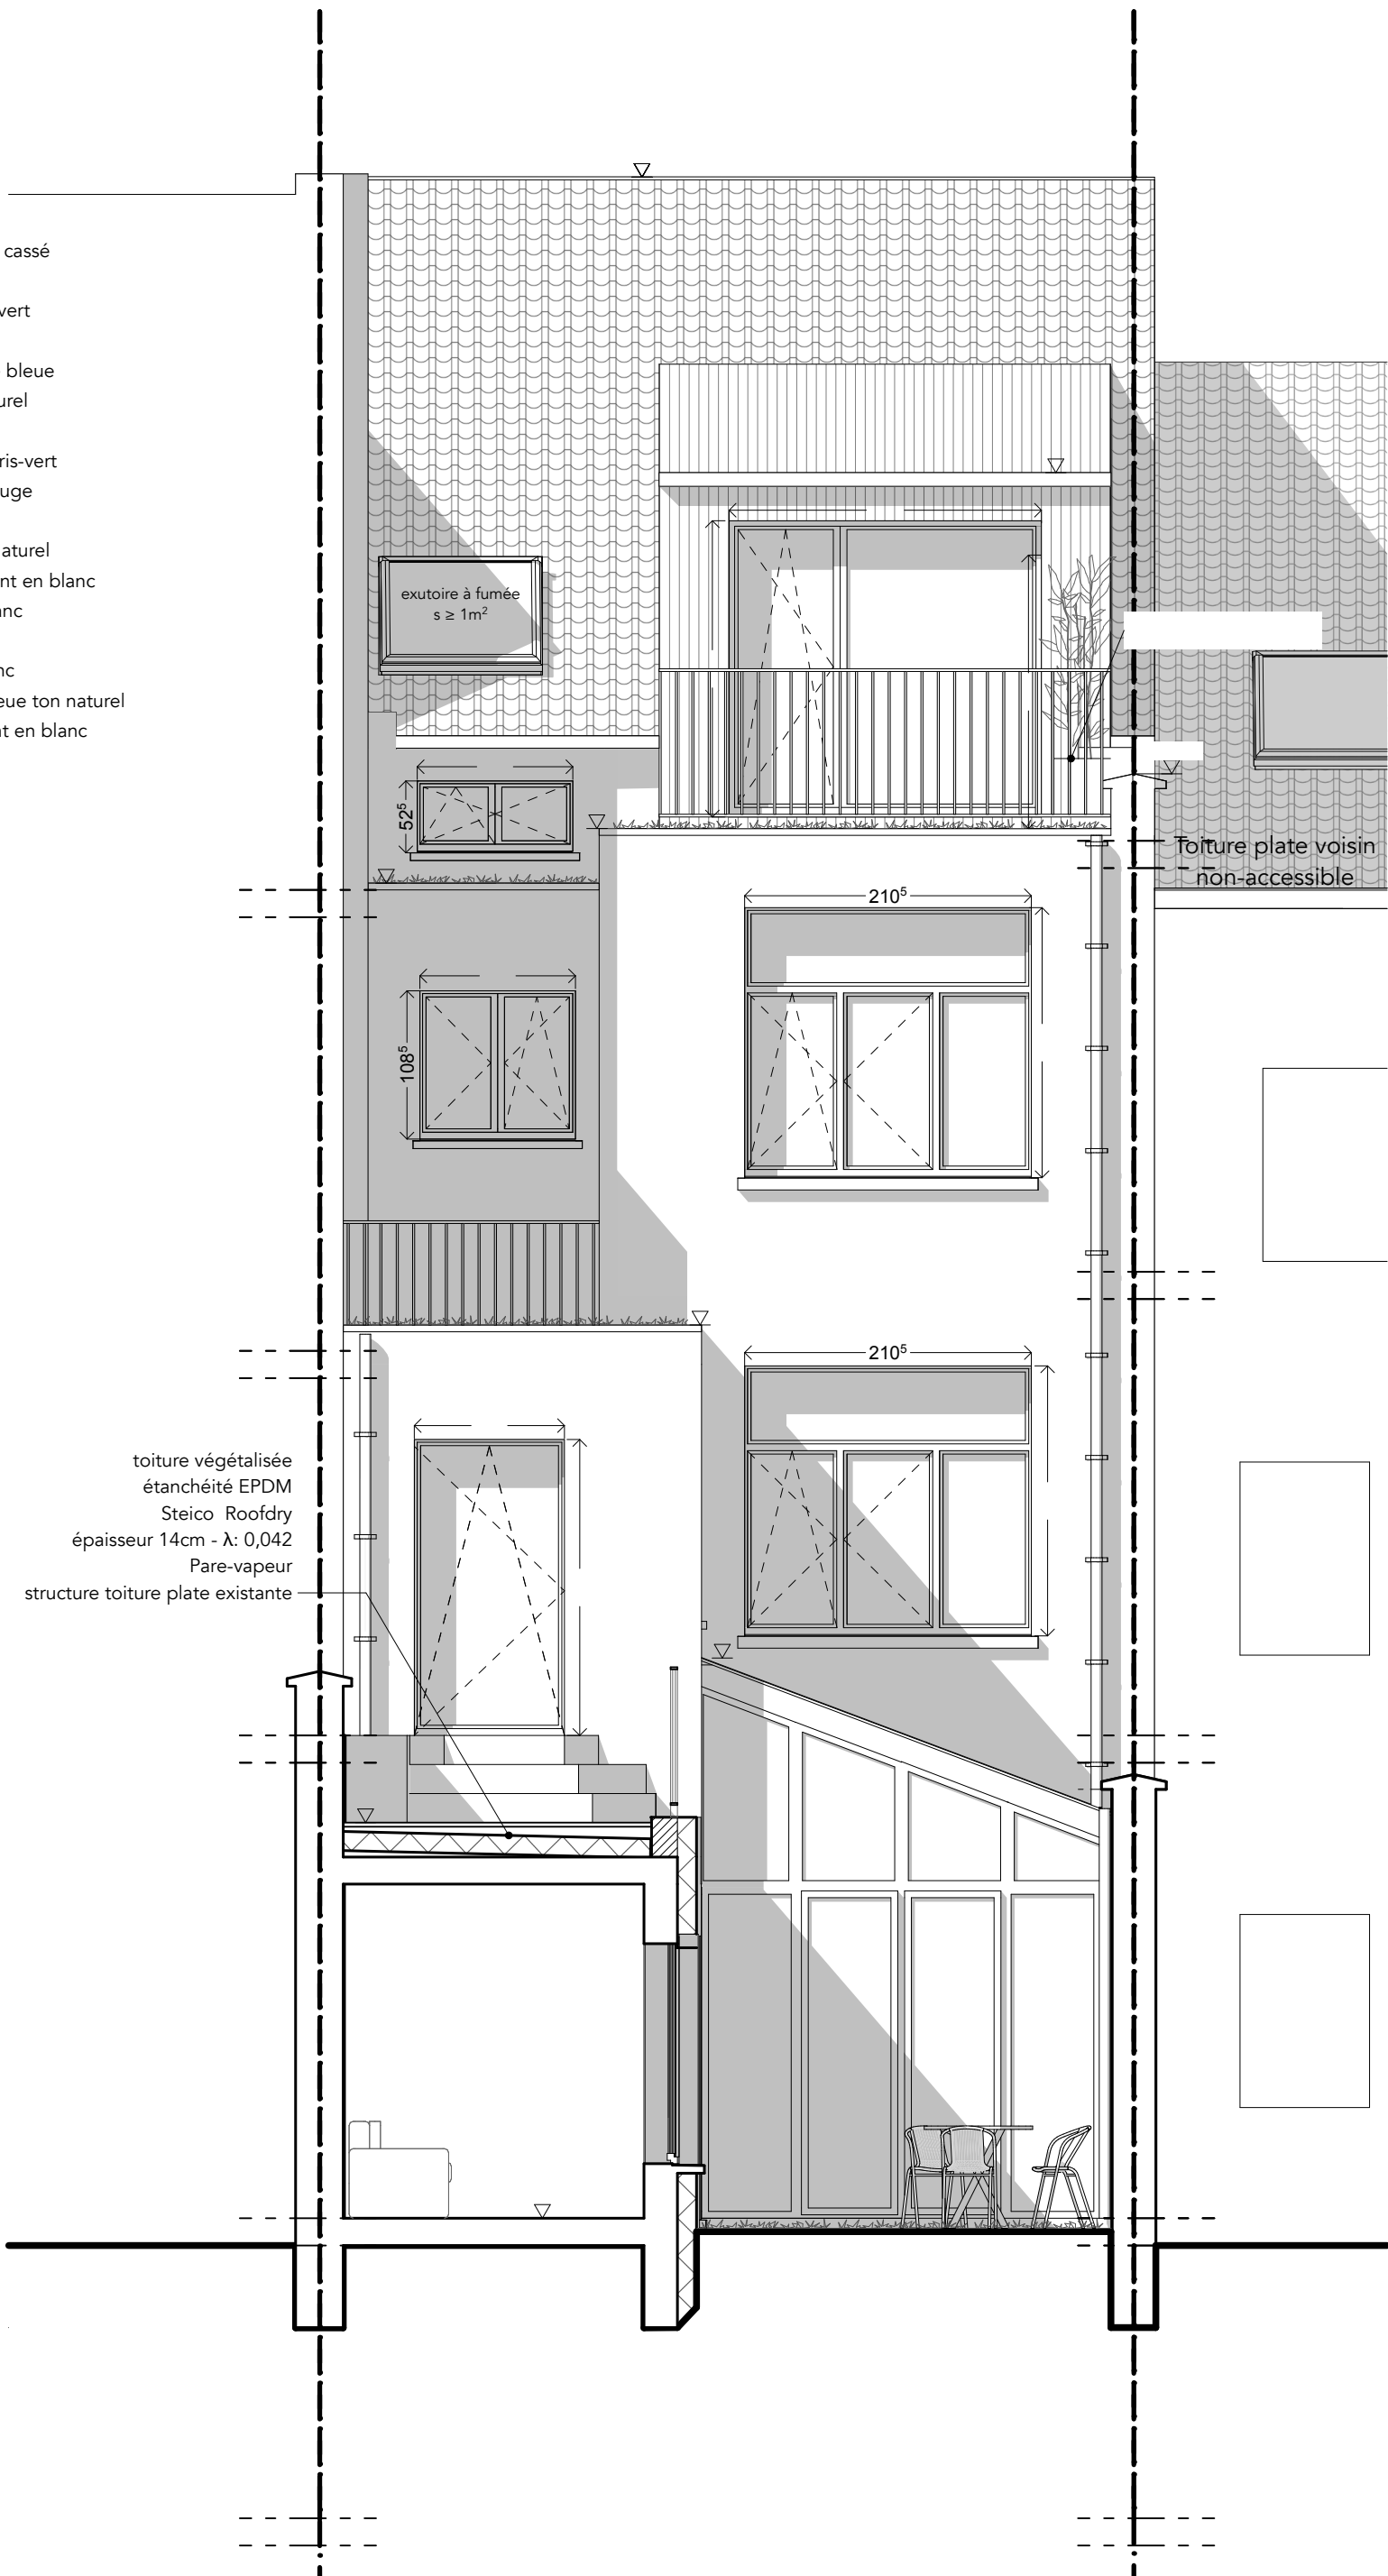 cassé
vert
bleue
urel
ris-vert
uge
aturel
nt en blanc
anc
nc
eue ton naturel
t en blanc
exutoire à fumée
s ≥ 1m²
52⁵
Toiture plate voisin
non-accessible
210⁵
108⁵
210⁵
toiture végétalisée
étanchéité EPDM
Steico Roofdry
épaisseur 14cm - λ: 0,042
Pare-vapeur
structure toiture plate existante